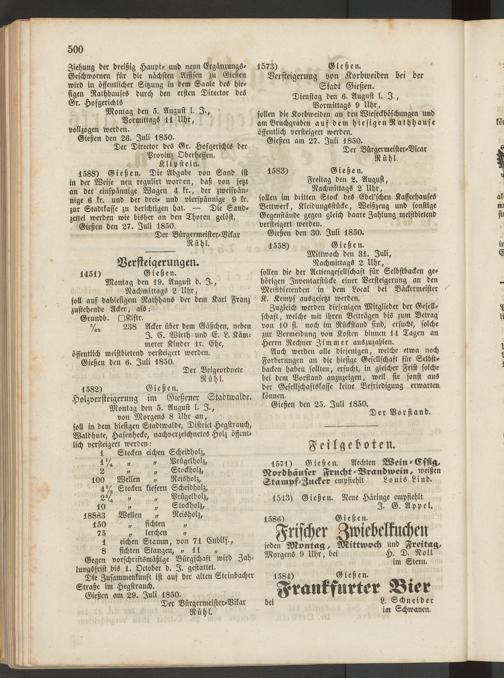 500
Ziehung der dreißig Haupt- und neun Ergänzungs-
Geschwornen für die nächsten Assisen zu Gießen
wird in öffentlicher Sitzung in dem Saale des hie-
sigen Rathhauses durch den ersten Director des
Gr. Hofgerichts
Montag den 5. August l. J.,
Vormittags 11 Uhr,
vollzogen werden.
Gießen den 26. Juli 1850.
Der Director des Gr. Hofgerichts der
Provinz Oberhessen.
Klipstein.
1588) Gießen. Die Abgabe von Sand ist
in der Weise neu regulirt worden, daß von jetzt
an der einspännige Wagen 4 kr., der zweispän-
nige 6 kr. und der drei- und vierspännige 9 kr.
zur Stadtkasse zu berichtigen hat. — Die Sand-
zettel werden wie bisher an den Thoren gelöst.
Gießen den 27. Juli 1850.
Der Bürgermeister-Vikar
Rühl.
Versteigerungen.
1451) Gießen.
Montag den 19. August d. J.,
Nachmittags 2 Uhr,
soll auf dahiesigem Rathhaus der dem Karl Franz
zustehende Acker, als:
Grundb. □Klftr.
238 Acker über dem Gäßchen, neben
J. C. Wirth und E. L. Käm-
merer Kinder 1r. Ehe,
öffentlich meistbietend versteigert werden.
Gießen den 6. Juli 1850.
Der Beigeordnete
Rühl.
1582) Gießen.
Holzversteigerung im Gießener Stadtwalde.
Montag den 5. August l. J.,
von Morgens 8 Uhr an,
soll in dem hiesigen Stadtwalde, District Hegstrauch,
Waldhute, Hasenhecke, nachverzeichnetes Holz öffent-
lich versteigert werden:
1 Stecken eichen Scheidholz,
1¼ „ „ Prügelholz,
2 „ „ Stockholz,
100 Wellen „ Reisholz,
4½ Stecken kiefern Scheidholz,
2¾ „ „ Prügelholz,
10 „ „ Stockholz,
18883 Wellen „ Reisholz,
150 „ fichten „
75 „ lerchen „
1 eichen Stamm, von 71 Cubikf.,
8 fichten Stangen, „ 11 „
Gegen vorschriftsmäßige Bürgschaft wird Zah-
lungsfrist bis 1. October d. J. gestattet.
Die Zusammenkunft ist auf der alten Steinbacher
Straße im Hegstrauch.
Gießen am 29. Juli 1850.
Der Bürgermeister-Vikar
Rühl.
1573) Gießen.
Versteigerung von Korbweiden bei der
Stadt Gießen.
Dienstag den 6. August l. J.,
Vormittags 9 Uhr,
sollen die Korbweiden an den Wieseckböschungen und
am Bruchgraben auf dem hiesigen Rathhause
öffentlich versteigert werden.
Gießen am 27. Juli 1850.
Der Bürgermeister-Vicar
Rühl.
1583) Gießen.
Freitag den 2. August,
Nachmittags 2 Uhr,
sollen im dritten Stock des Ebel'schen Kaffeehauses
Bettwerk, Kleidungsstücke, Weißzeug und sonstige
Gegenstände gegen gleich baare Zahlung meistbietend
versteigert werden.
Gießen den 30. Juli 1850.
1558) Gießen.
Mittwoch den 31. Juli,
Nachmittags 2 Uhr,
sollen die der Actiengesellschaft für Selbstbacken ge-
hörigen Inventarstücke einer Versteigerung an den
Meistbietenden in dem Local bei Bäckermeister
K. Kempf ausgesetzt werden.
Zugleich werden diejenigen Mitglieder der Gesell-
schaft, welche mit ihren Beiträgen bis zum Betrag
von 10 fl. noch im Rückstand sind, ersucht, solche
zur Vermeidung von Kosten binnen 14 Tagen an
Herrn Rechner Zimmer auszuzahlen.
Auch werden alle diejenigen, welche etwa noch
Forderungen an die hiesige Gesellschaft für Selbst-
backen haben sollten, ersucht, in gleicher Frist solche
bei dem Vorstand anzuzeigen, weil sie sonst aus
der Gesellschaftskasse keine Befriedigung erwarten
können.
Gießen den 25. Juli 1850.
Der Vorstand.
Feilgeboten.
1571) Gießen. Aechten Wein-Essig,
Nordhäuser Frucht-Brandwein, weißen
Stampf-Zucker empfiehlt Louis Lind.
1513) Gießen. Neue Häringe empfiehlt
J. G. Appel.
1586) Gießen.
Frischer Zwiebelkuchen
jeden Montag, Mittwoch und Freitag,
Morgens 9 Uhr, bei H. D. Noll
im Stern.
1584) Gießen.
Frankfurter Bier
bei L. Schneider
im Schwanen.